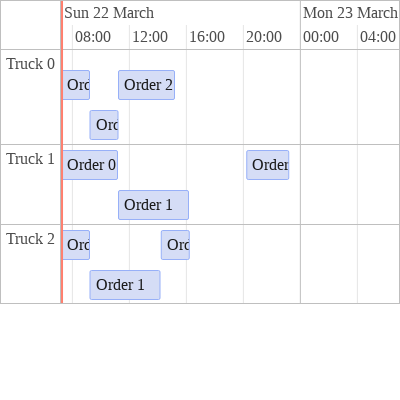 Sun 22 March
Mon 23 March
08:00
12:00
16:00
20:00
00:00
04:00
Truck 0
Order 2
Truck 1
Order 0
Order
Order 1
Truck 2
Order 1